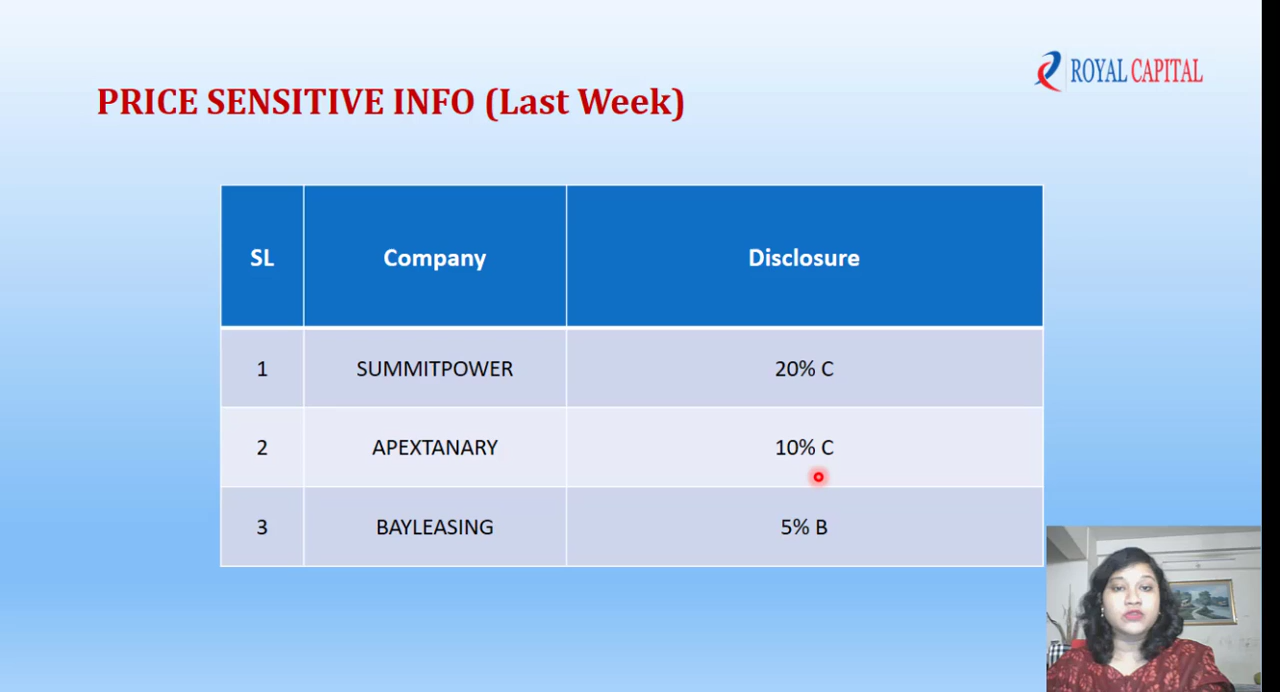 ROYAL CAPITAL
PRICE SENSITIVE INFO (Last Week)
SL Company Disclosure
1 SUMMITPOWER 20% C
2 APEXTANARY 10% C
3 BAYLEASING 5% B